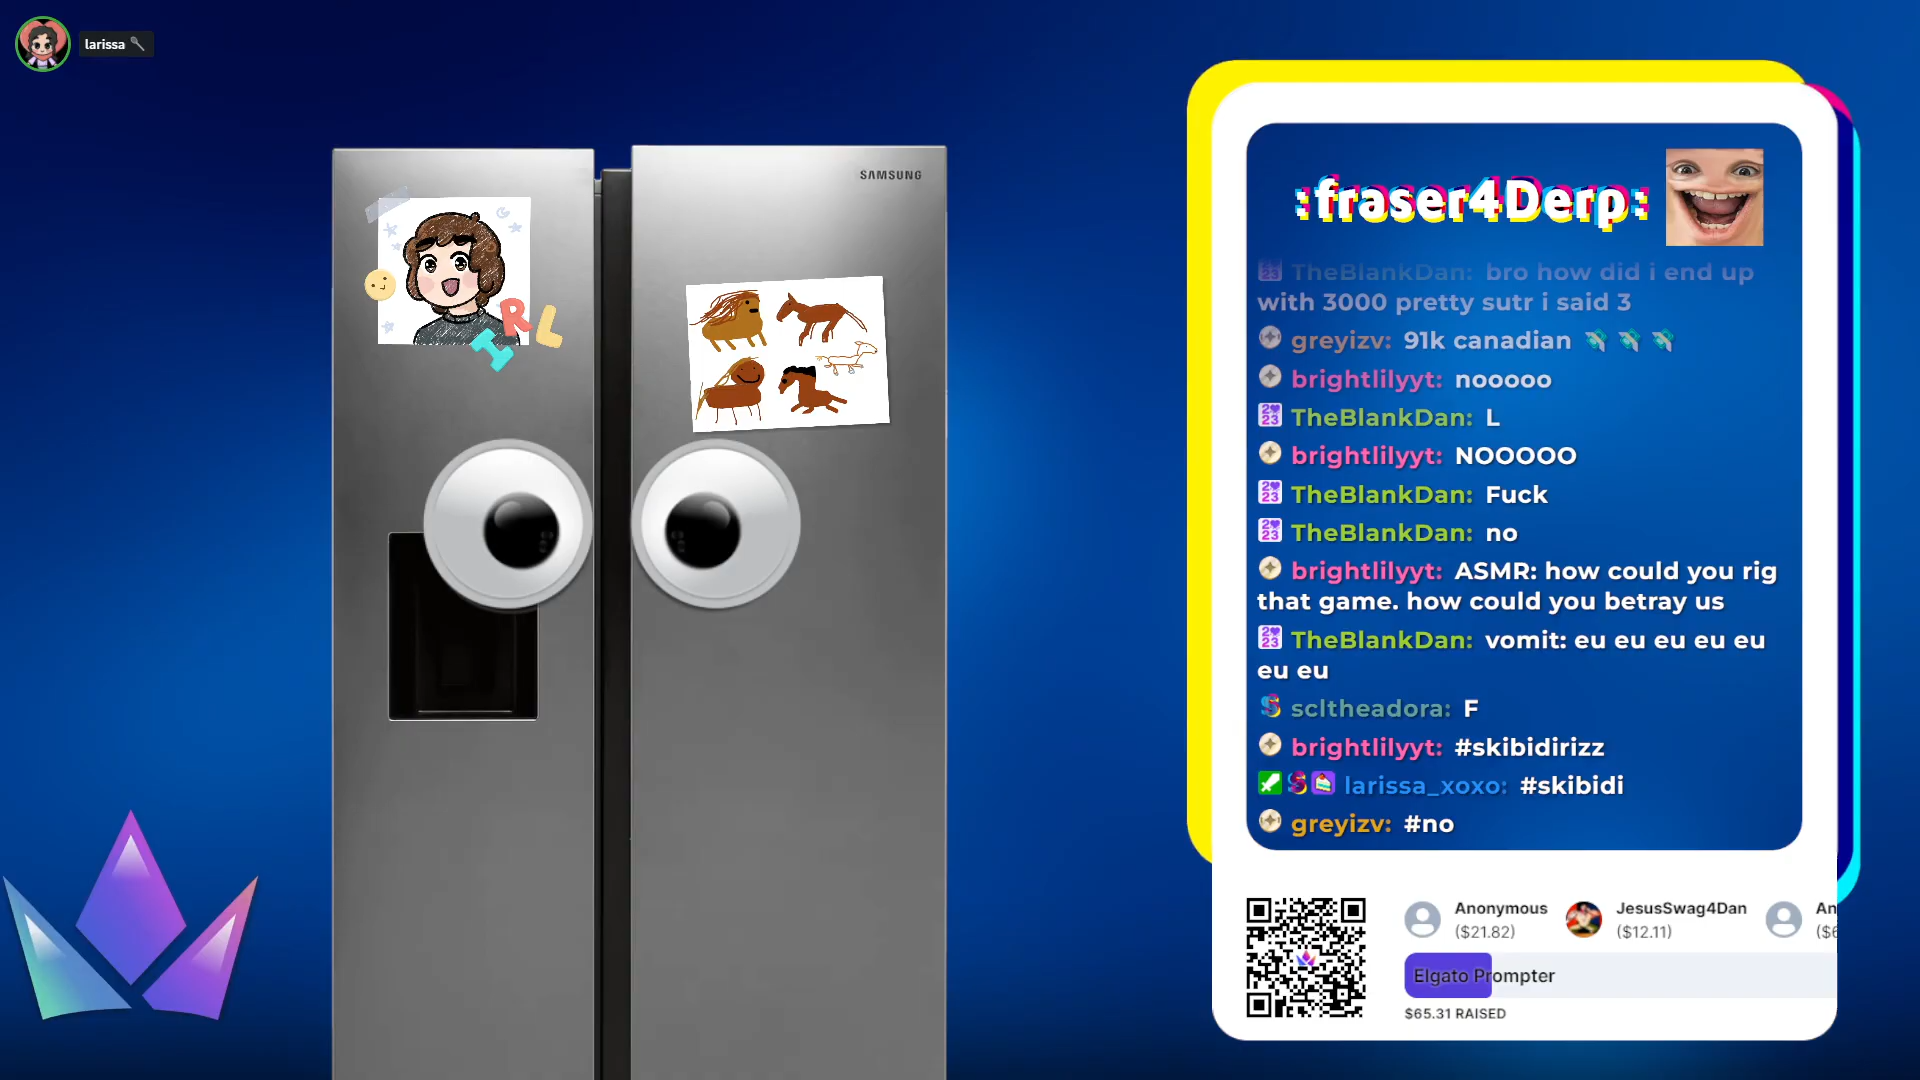 larissa
SAMSUNG
IRL
:fraser4Derp:
TheBlankDan: bro how did i end up
with 3000 pretty sutr i said 3
greyizv: 91k canadian
brightlilyyt: nooooo
TheBlankDan: L
brightlilyyt: NOOOOO
TheBlankDan: Fuck
TheBlankDan: no
brightlilyyt: ASMR: how could you rig
that game. how could you betray us
TheBlankDan: vomit: eu eu eu eu eu
eu eu
scltheadora: F
brightlilyyt: #skibidirizz
larissa_xoxo: #skibidi
greyizv: #no
Anonymous JesusSwag4Dan An
($21.82) ($12.11) ($6
Elgato Prompter
$65.31 RAISED